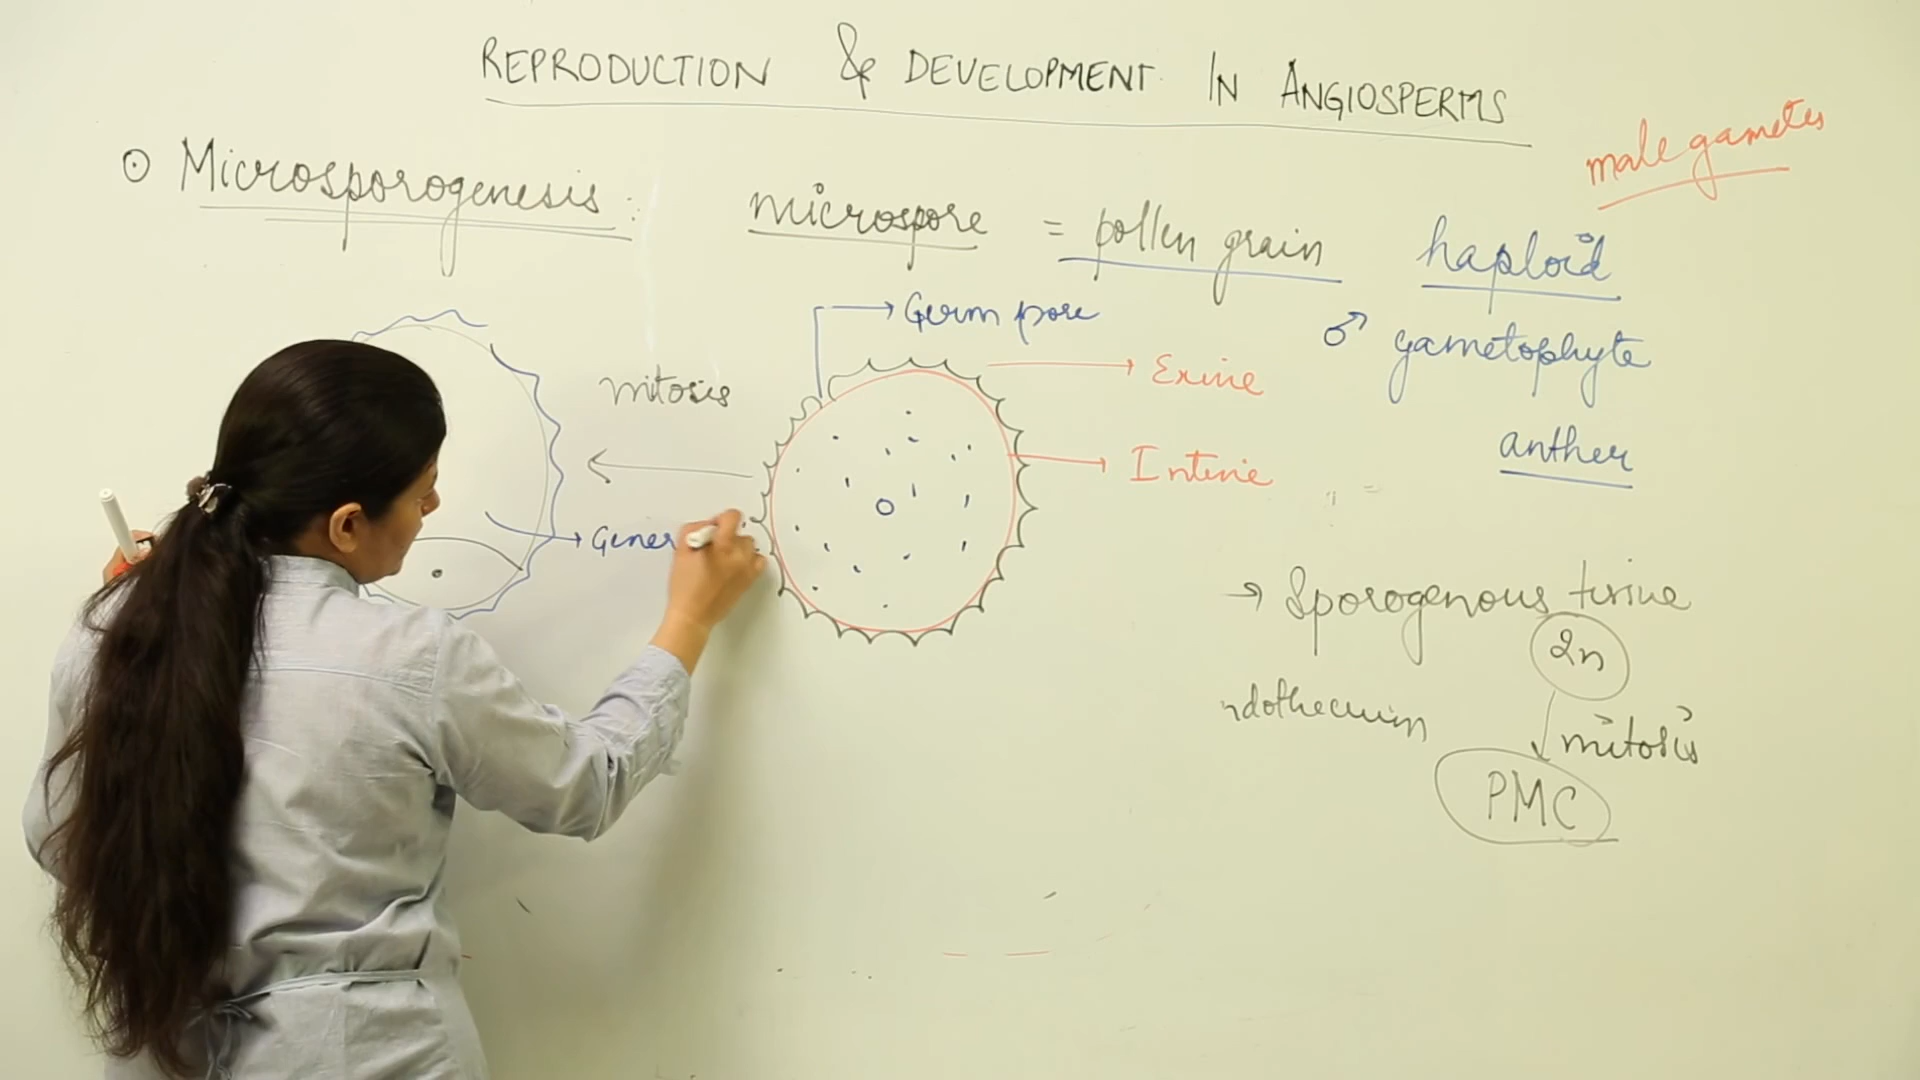 REPRODUCTION & DEVELOPMENT IN ANGIOSPERMS
male gametes
⊙ Microsporogenesis :
microspore = pollen grain
haploid
♂ gametophyte
anther
Germ pore
Exine
Intine
mitosis
Gener
→ Sporogenous tissue
2n
mitosis
PMC
ndothecium